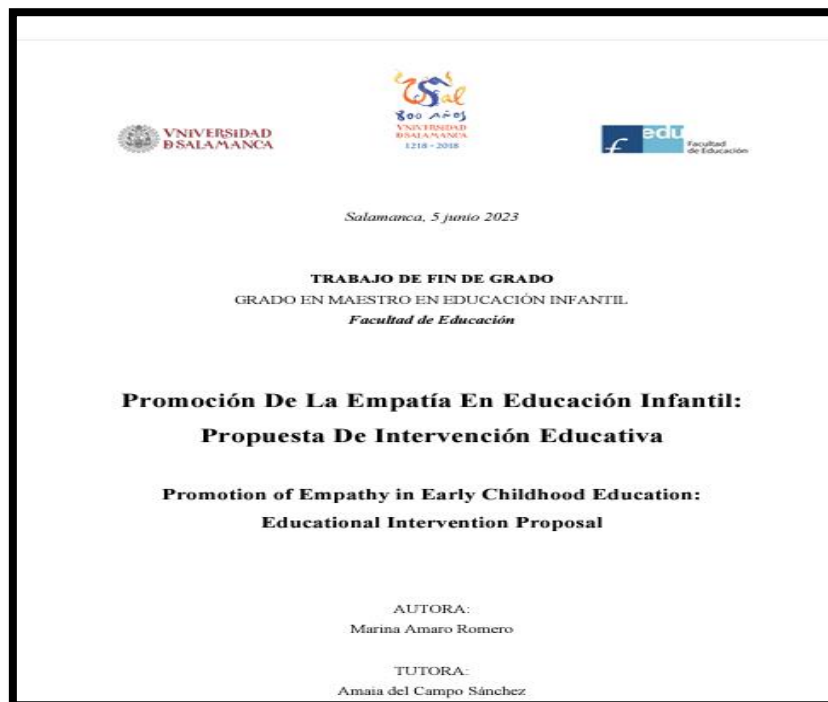 VNIVERSIDAD
D SALAMANCA
USal
800 AÑOS
VNIVERSIDAD
D SALAMANCA
1218 - 2018
f edu
Facultad
de Educación
Salamanca, 5 junio 2023
TRABAJO DE FIN DE GRADO
GRADO EN MAESTRO EN EDUCACIÓN INFANTIL
Facultad de Educación
Promoción De La Empatía En Educación Infantil:
Propuesta De Intervención Educativa
Promotion of Empathy in Early Childhood Education:
Educational Intervention Proposal
AUTORA:
Marina Amaro Romero
TUTORA:
Amaia del Campo Sánchez